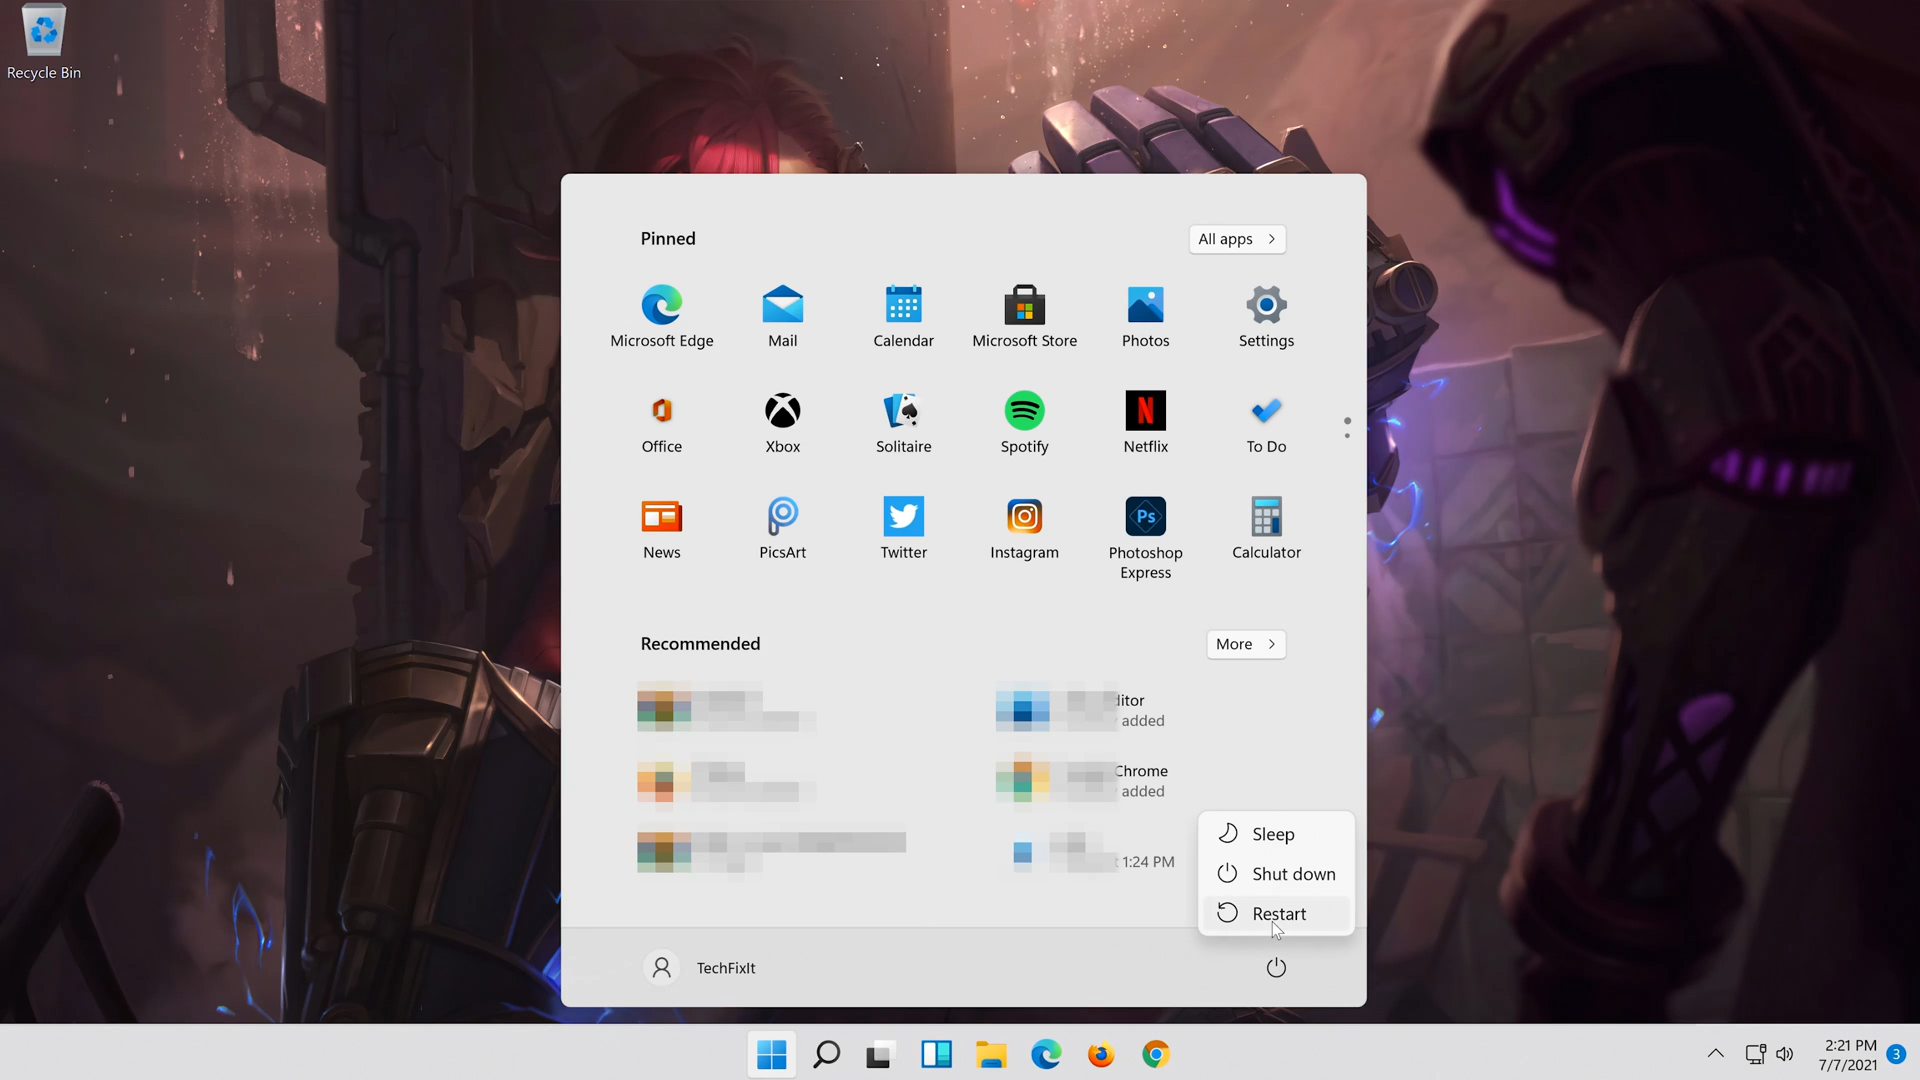 Recycle Bin
Pinned
All apps
Microsoft Edge
Mail
Calendar
Microsoft Store
Photos
Settings
Office
Xbox
Solitaire
Spotify
Netflix
To Do
News
PicsArt
Twitter
Instagram
Ps
Photoshop
Express
Calculator
Recommended
More
added
Chrome
added
1:24 PM
Sleep
Shut down
Restart
TechFixIt
2:21 PM
7/7/2021
3